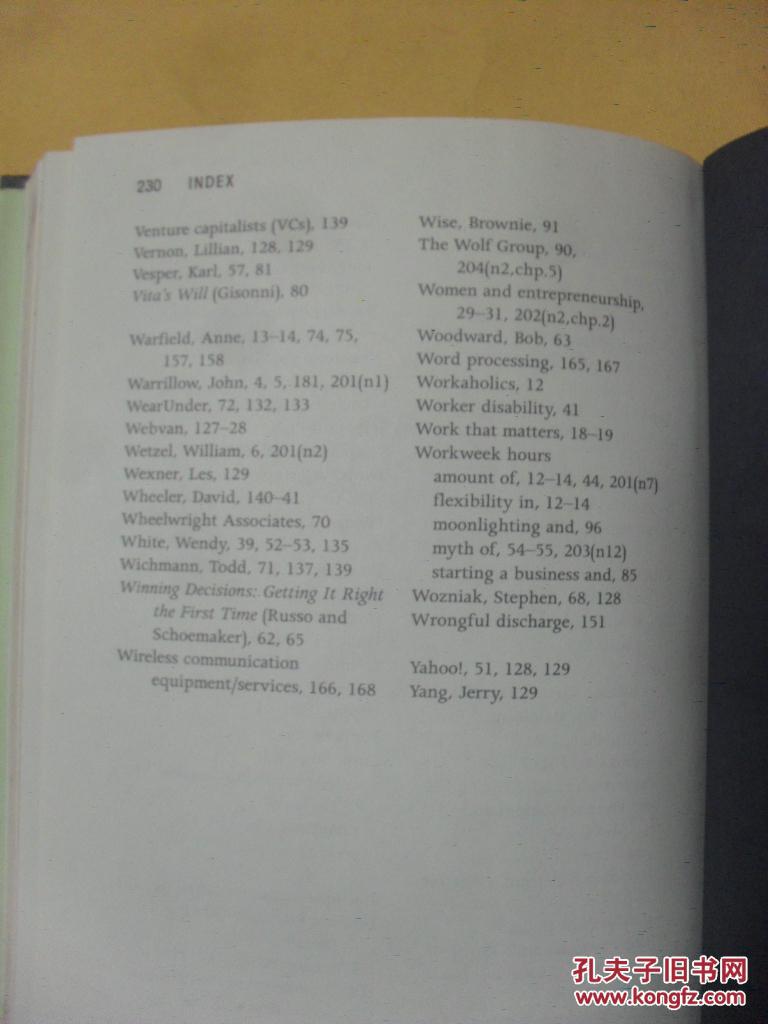 230 INDEX
Venture capitalists (VCs), 139
Vernon, Lillian, 128, 129
Vesper, Karl, 57, 81
Vita's Will (Gisonni), 80
Warfield, Anne, 13–14, 74, 75,
157, 158
Warrillow, John, 4, 5, 181, 201(n1)
WearUnder, 72, 132, 133
Webvan, 127–28
Wetzel, William, 6, 201(n2)
Wexner, Les, 129
Wheeler, David, 140–41
Wheelwright Associates, 70
White, Wendy, 39, 52–53, 135
Wichmann, Todd, 71, 137, 139
Winning Decisions: Getting It Right
the First Time (Russo and
Schoemaker), 62, 65
Wireless communication
equipment/services, 166, 168
Wise, Brownie, 91
The Wolf Group, 90,
204(n2,chp.5)
Women and entrepreneurship,
29–31, 202(n2,chp.2)
Woodward, Bob, 63
Word processing, 165, 167
Workaholics, 12
Worker disability, 41
Work that matters, 18–19
Workweek hours
amount of, 12–14, 44, 201(n7)
flexibility in, 12–14
moonlighting and, 96
myth of, 54–55, 203(n12)
starting a business and, 85
Wozniak, Stephen, 68, 128
Wrongful discharge, 151
Yahoo!, 51, 128, 129
Yang, Jerry, 129
孔夫子旧书网
www.kongfz.com